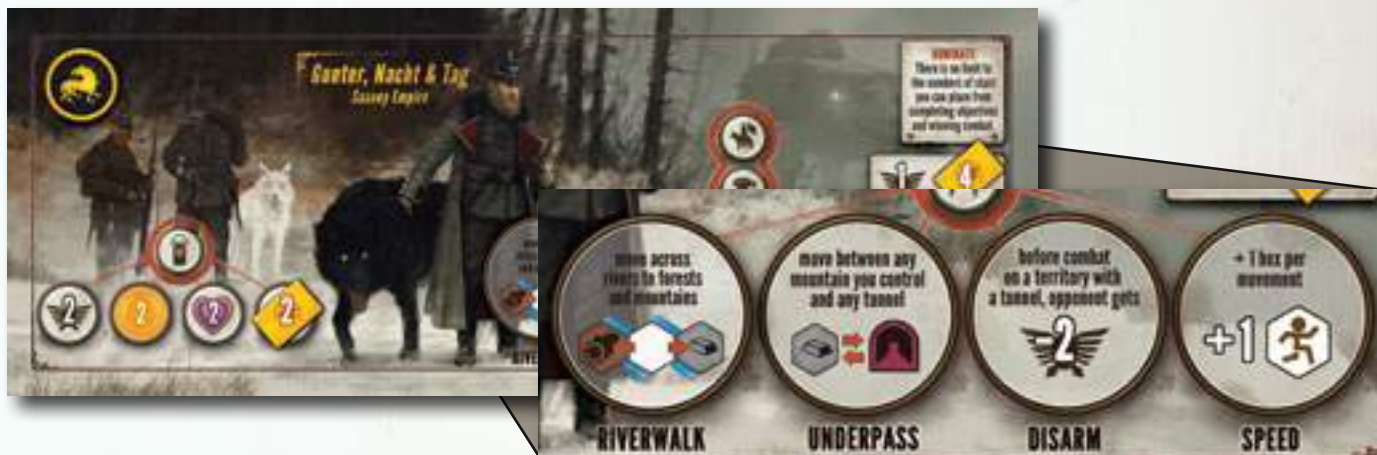 Gunter, Nacht & Tag
Saxony Empire
DOMINATE
There is no limit to
the number of stars
you can place from
completing objectives
and winning combat.
1
4
2
2
2
2
move across
rivers to forests
and mountains
RIVERWALK
move between any
mountain you control
and any tunnel
UNDERPASS
before combat
on a territory with
a tunnel, opponent gets
-2
DISARM
+ 1 hex per
movement
+1
SPEED